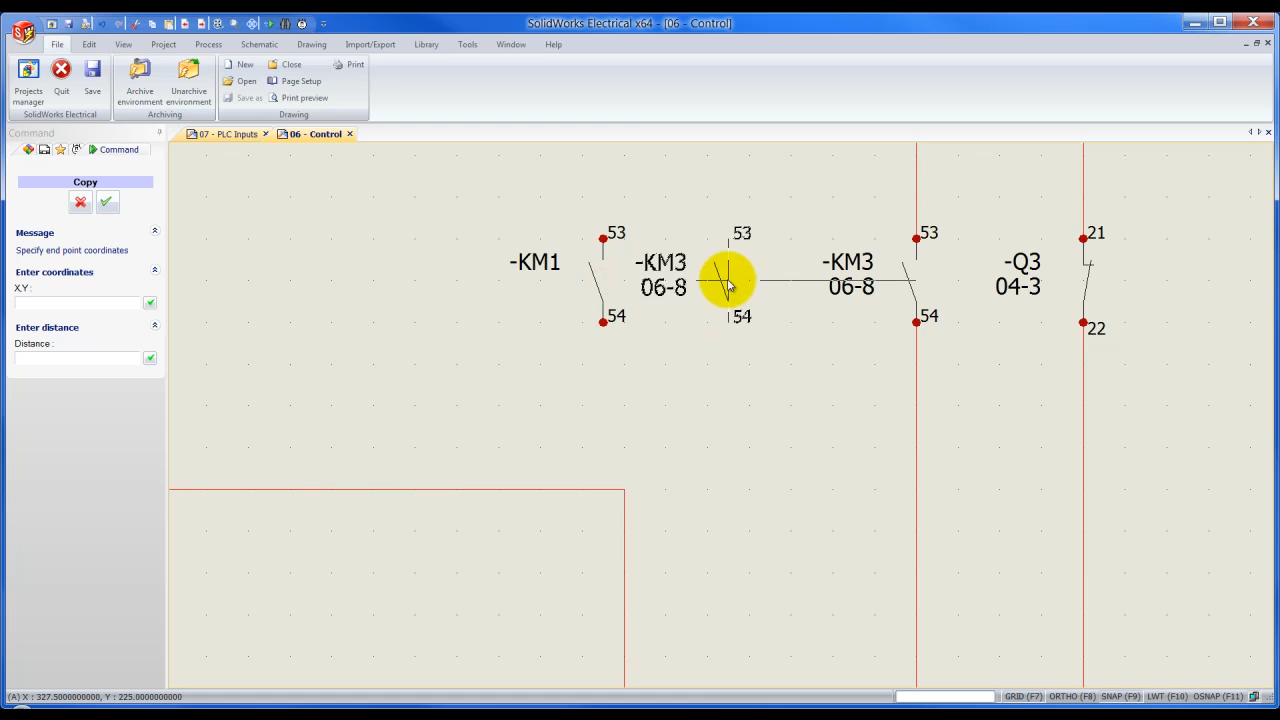 SolidWorks Electrical x64 - [06 - Control]
File Edit View Project Process Schematic Drawing Import/Export Library Tools Window Help
Projects manager
Quit
Save
SolidWorks Electrical
Archive environment
Unarchive environment
Archiving
New
Open
Save as
Close
Page Setup
Print preview
Print
Drawing
Command
07 - PLC Inputs
06 - Control
Command
Copy
Message
Specify end point coordinates
Enter coordinates
X,Y :
Enter distance
Distance :
53
-KM1
54
53
-KM3
06-8
54
53
-KM3
06-8
54
21
-Q3
04-3
22
(A) X : 327.5000000000, Y : 225.0000000000
GRID (F7) ORTHO (F8) SNAP (F9) LWT (F10) OSNAP (F11)